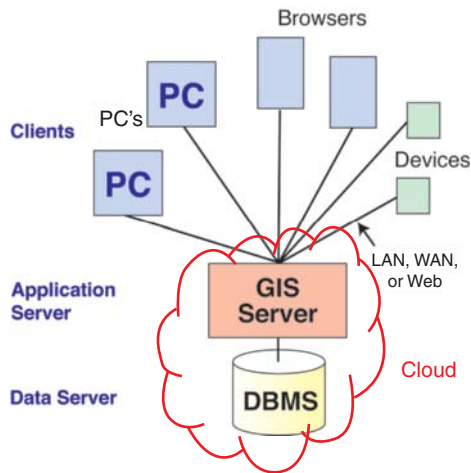 Browsers
PC
PC's
Clients
Devices
PC
LAN, WAN,
or Web
Application
Server
GIS
Server
Cloud
Data Server
DBMS